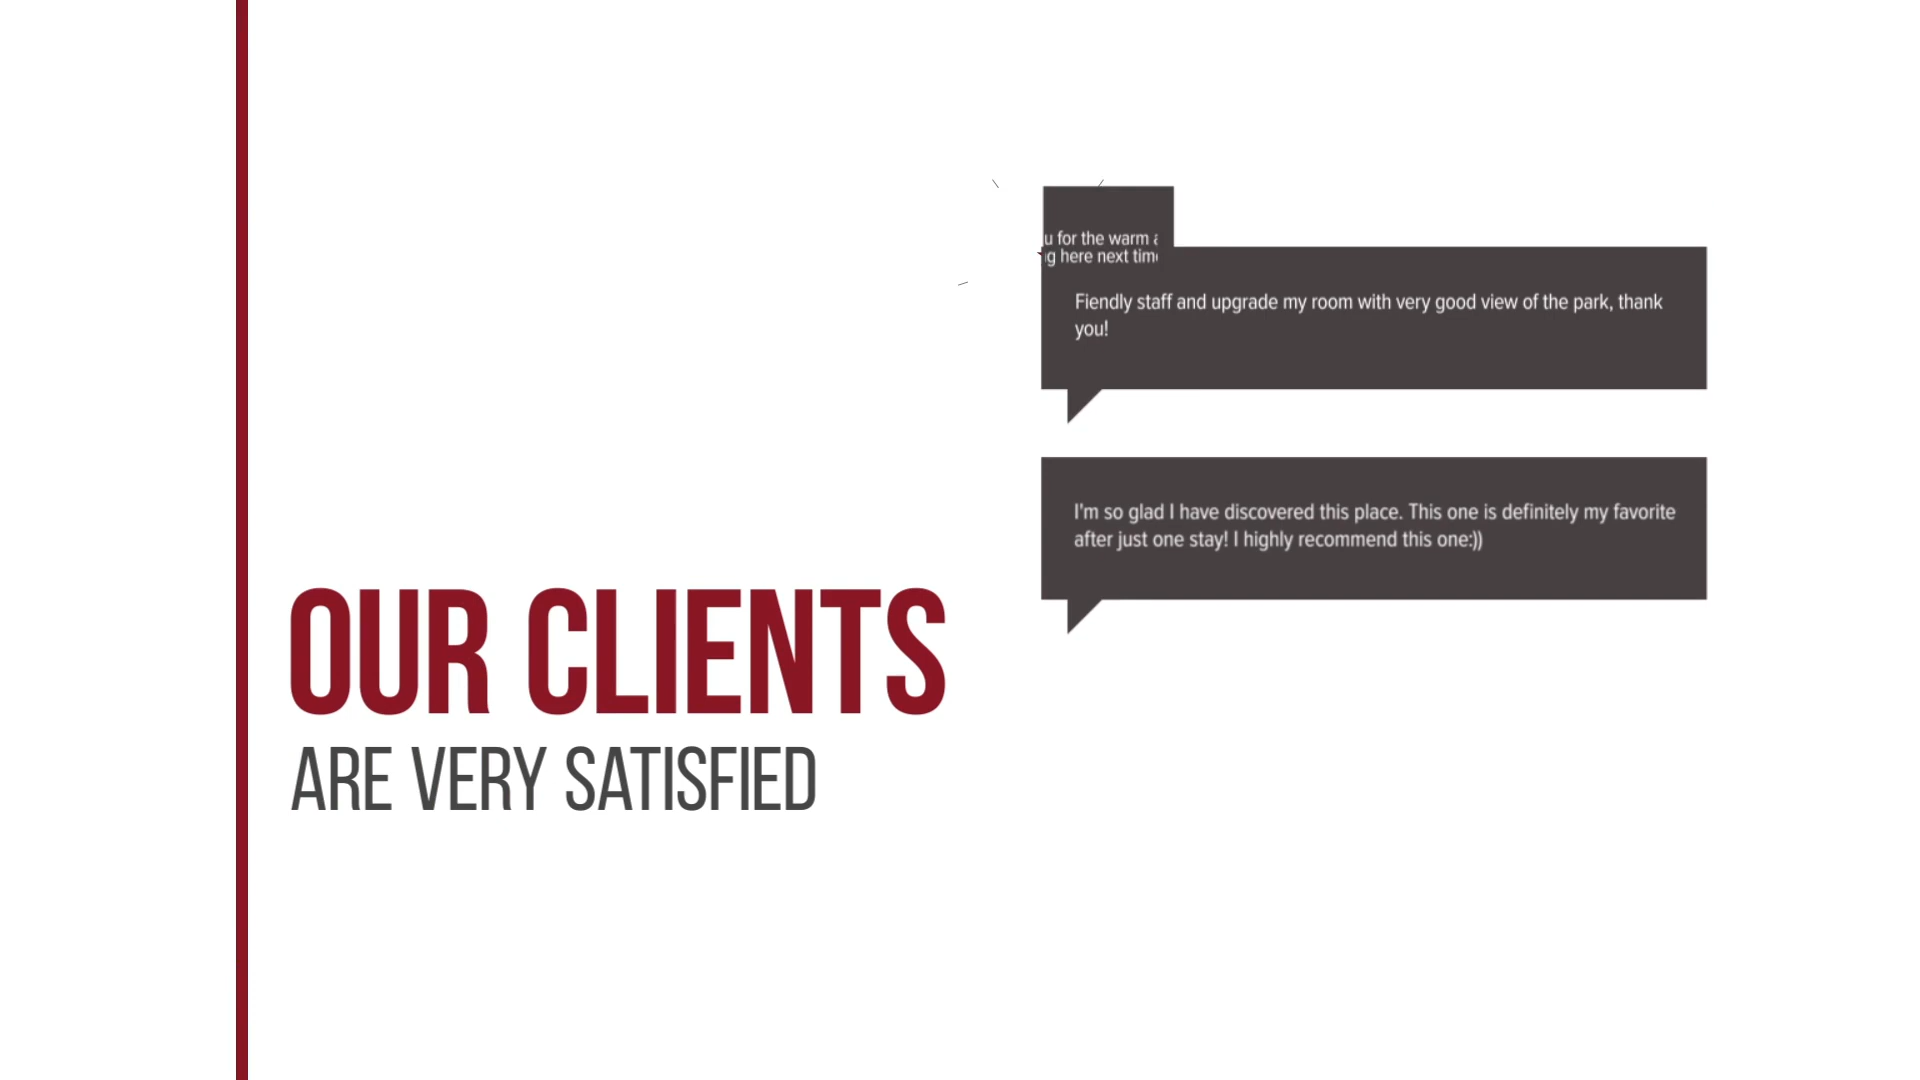 OUR CLIENTS
ARE VERY SATISFIED
for the warm
here next
Fiendly staff and upgrade my room with very good view of the park, thank
you!
I'm so glad I have discovered this place. This one is definitely my favorite
after just one stay! I highly recommend this one:))